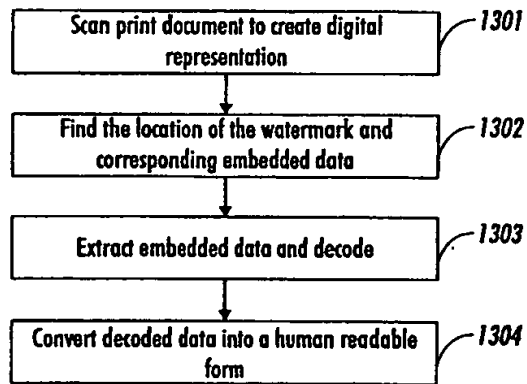 Scan print document to create digital
representation
1301
Find the location of the watermark and
corresponding embedded data
1302
Extract embedded data and decode
1303
Convert decoded data into a human readable
form
1304